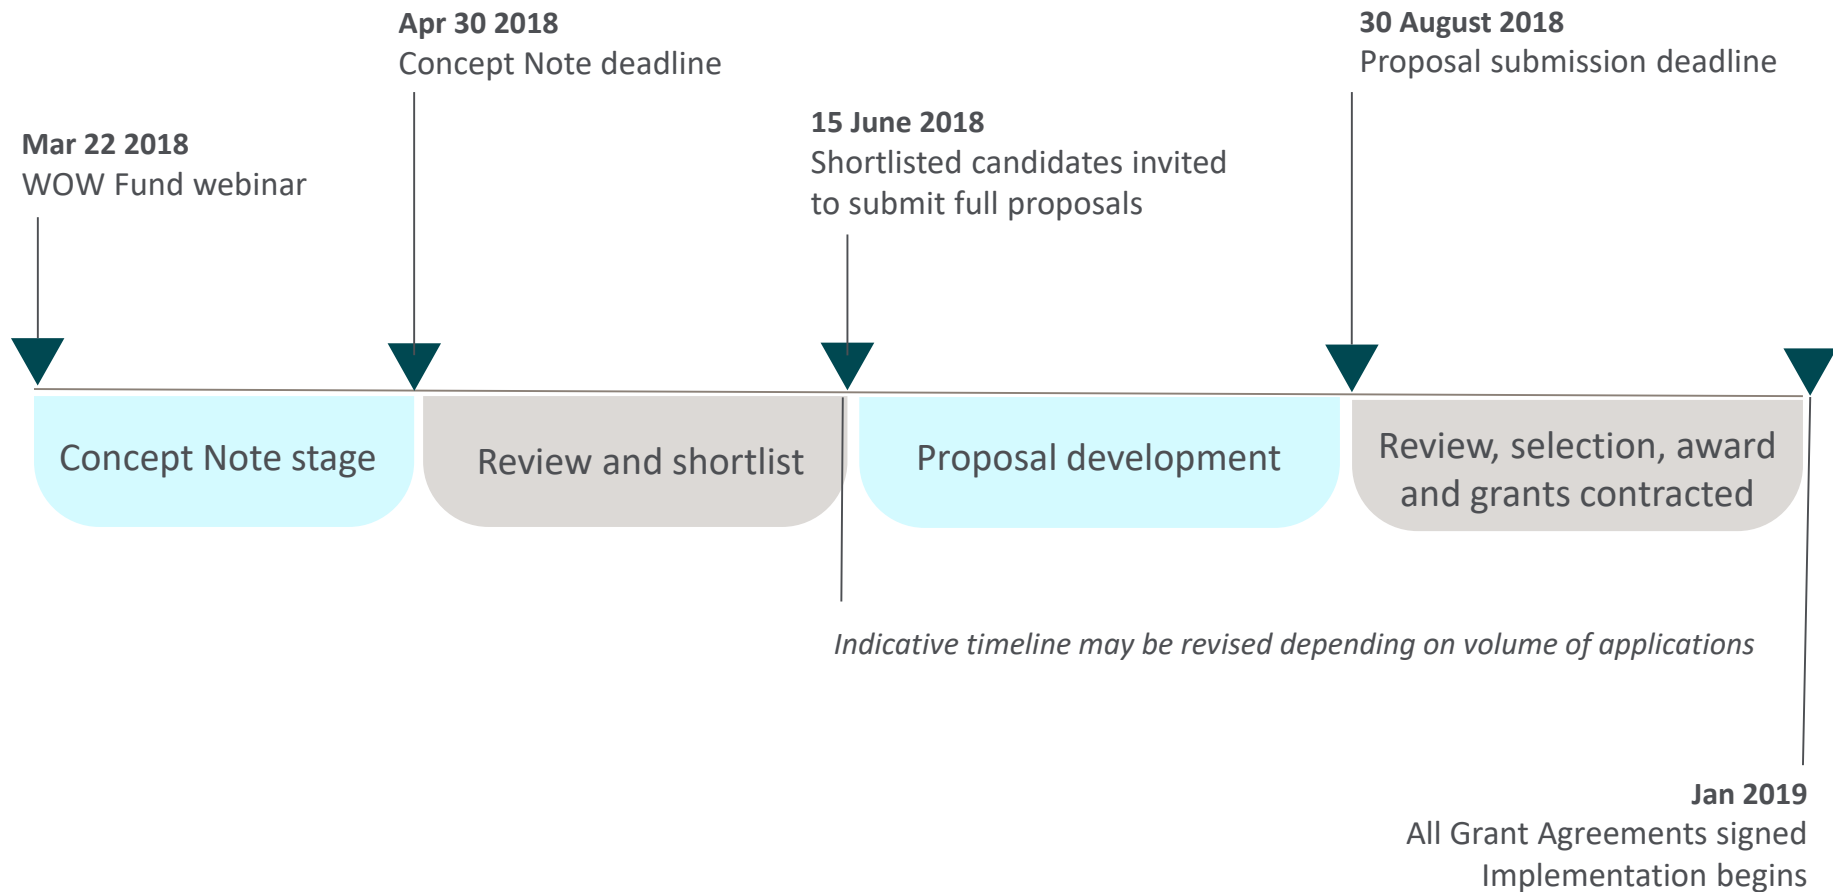 Mar 22 2018
WOW Fund webinar
Apr 30 2018
Concept Note deadline
15 June 2018
Shortlisted candidates invited
to submit full proposals
30 August 2018
Proposal submission deadline
Concept Note stage
Review and shortlist
Proposal development
Review, selection, award
and grants contracted
Indicative timeline may be revised depending on volume of applications
Jan 2019
All Grant Agreements signed
Implementation begins